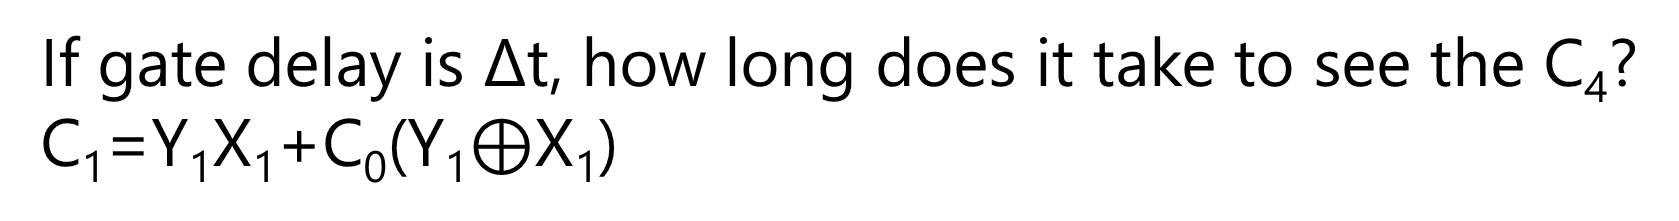 If gate delay is Δt, how long does it take to see the C₄?
C₁=Y₁X₁+C₀(Y₁⊕X₁)